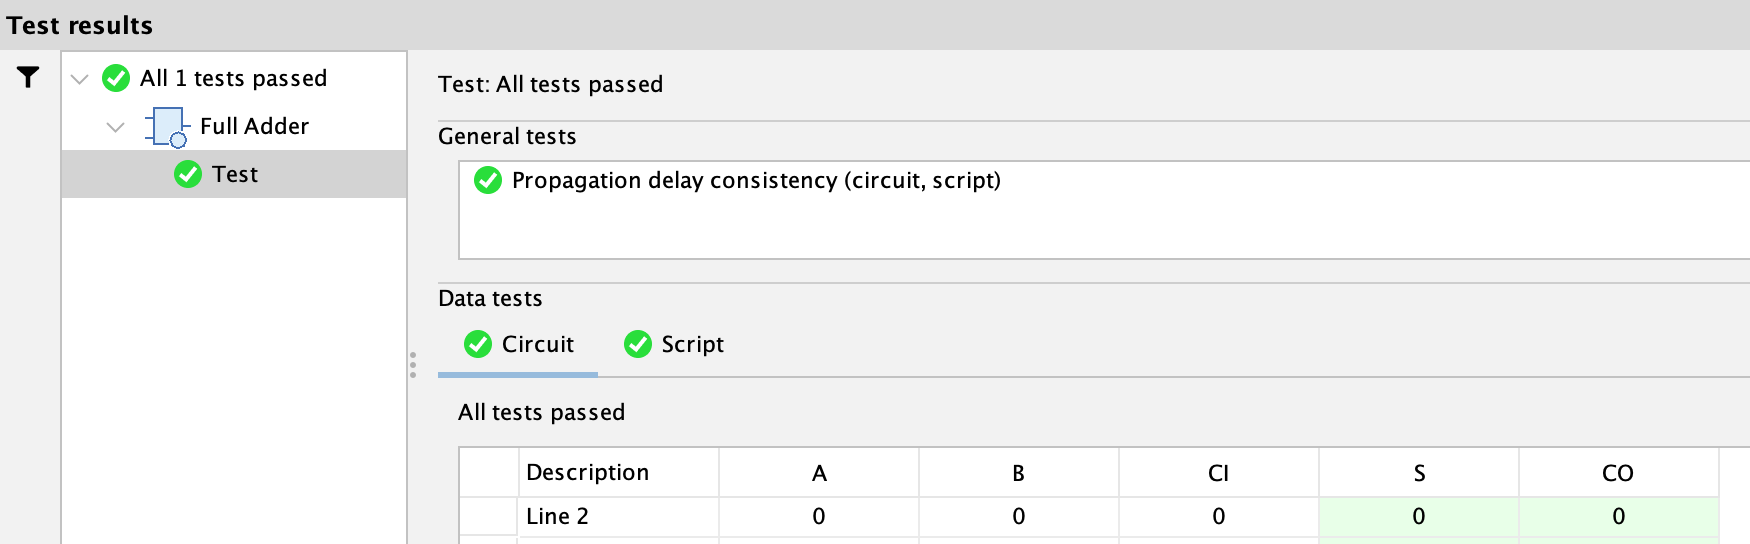 Test results
All 1 tests passed
Full Adder
Test
Test: All tests passed
General tests
Propagation delay consistency (circuit, script)
Data tests
Circuit Script
All tests passed
Description A B CI S CO
Line 2 0 0 0 0 0